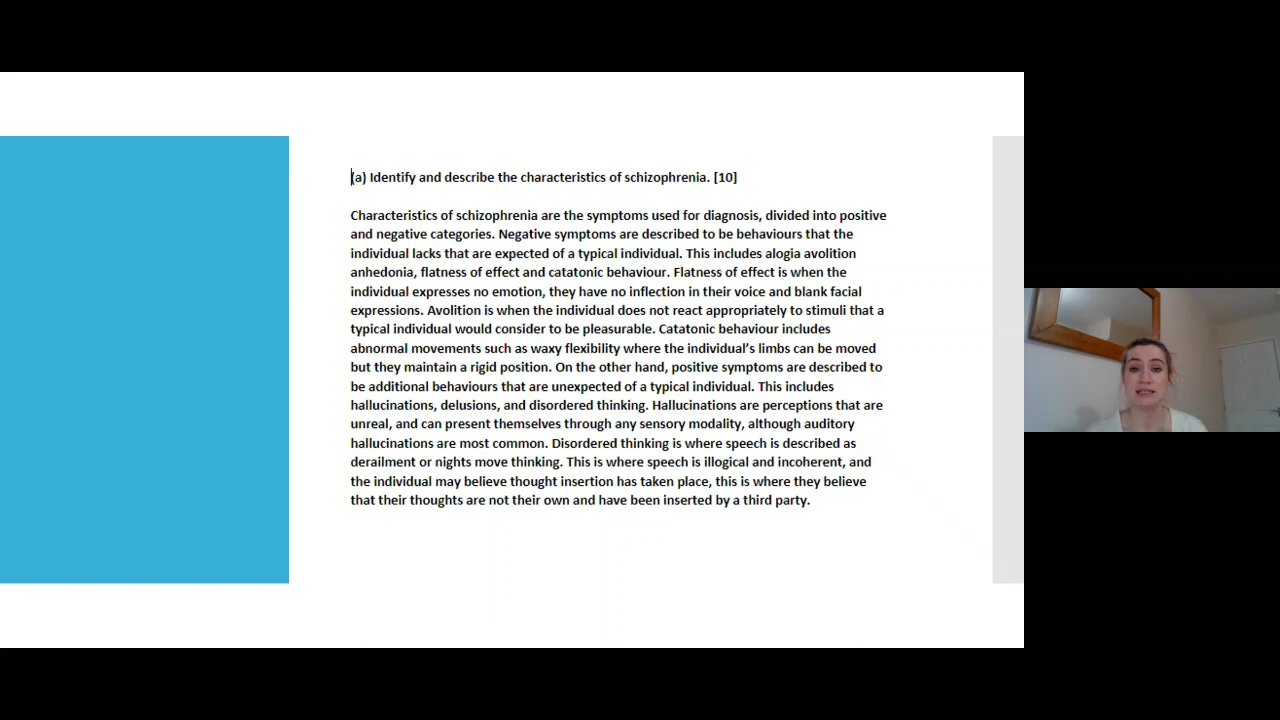 (a) Identify and describe the characteristics of schizophrenia. [10]
Characteristics of schizophrenia are the symptoms used for diagnosis, divided into positive
and negative categories. Negative symptoms are described to be behaviours that the
individual lacks that are expected of a typical individual. This includes alogia avolition
anhedonia, flatness of effect and catatonic behaviour. Flatness of effect is when the
individual expresses no emotion, they have no inflection in their voice and blank facial
expressions. Avolition is when the individual does not react appropriately to stimuli that a
typical individual would consider to be pleasurable. Catatonic behaviour includes
abnormal movements such as waxy flexibility where the individual’s limbs can be moved
but they maintain a rigid position. On the other hand, positive symptoms are described to
be additional behaviours that are unexpected of a typical individual. This includes
hallucinations, delusions, and disordered thinking. Hallucinations are perceptions that are
unreal, and can present themselves through any sensory modality, although auditory
hallucinations are most common. Disordered thinking is where speech is described as
derailment or nights move thinking. This is where speech is illogical and incoherent, and
the individual may believe thought insertion has taken place, this is where they believe
that their thoughts are not their own and have been inserted by a third party.